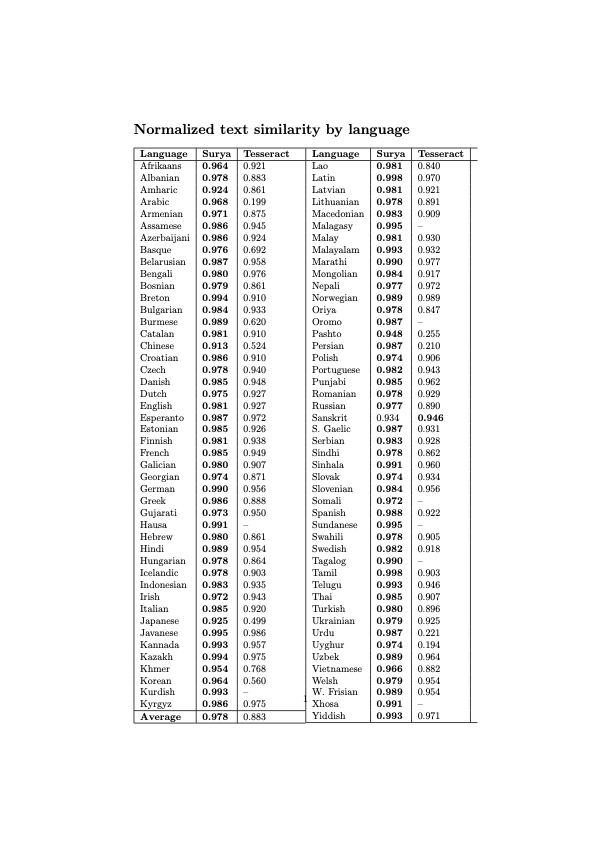 Normalized text similarity by language
Language Surya Tesseract Language Surya Tesseract
Afrikaans 0.964 0.921 Lao 0.981 0.840
Albanian 0.978 0.883 Latin 0.998 0.970
Amharic 0.924 0.861 Latvian 0.981 0.921
Arabic 0.968 0.199 Lithuanian 0.978 0.891
Armenian 0.971 0.875 Macedonian 0.983 0.909
Assamese 0.986 0.945 Malagasy 0.995 –
Azerbaijani 0.986 0.924 Malay 0.981 0.930
Basque 0.976 0.692 Malayalam 0.993 0.932
Belarusian 0.987 0.958 Marathi 0.990 0.977
Bengali 0.980 0.976 Mongolian 0.984 0.917
Bosnian 0.979 0.861 Nepali 0.977 0.972
Breton 0.994 0.910 Norwegian 0.989 0.989
Bulgarian 0.984 0.933 Oriya 0.978 0.847
Burmese 0.989 0.620 Oromo 0.987 –
Catalan 0.981 0.910 Pashto 0.948 0.255
Chinese 0.913 0.524 Persian 0.987 0.210
Croatian 0.986 0.910 Polish 0.974 0.906
Czech 0.978 0.940 Portuguese 0.982 0.943
Danish 0.985 0.948 Punjabi 0.985 0.962
Dutch 0.975 0.927 Romanian 0.978 0.929
English 0.981 0.927 Russian 0.977 0.890
Esperanto 0.987 0.972 Sanskrit 0.934 0.946
Estonian 0.985 0.926 S. Gaelic 0.987 0.931
Finnish 0.981 0.938 Serbian 0.983 0.928
French 0.985 0.949 Sindhi 0.978 0.862
Galician 0.980 0.907 Sinhala 0.991 0.960
Georgian 0.974 0.871 Slovak 0.974 0.934
German 0.990 0.956 Slovenian 0.984 0.956
Greek 0.986 0.888 Somali 0.972 –
Gujarati 0.973 0.950 Spanish 0.988 0.922
Hausa 0.991 – Sundanese 0.995 –
Hebrew 0.980 0.861 Swahili 0.978 0.905
Hindi 0.989 0.954 Swedish 0.982 0.918
Hungarian 0.978 0.864 Tagalog 0.990 –
Icelandic 0.978 0.903 Tamil 0.998 0.903
Indonesian 0.983 0.935 Telugu 0.993 0.946
Irish 0.972 0.943 Thai 0.985 0.907
Italian 0.985 0.920 Turkish 0.980 0.896
Japanese 0.925 0.499 Ukrainian 0.979 0.925
Javanese 0.995 0.986 Urdu 0.987 0.221
Kannada 0.993 0.957 Uyghur 0.974 0.194
Kazakh 0.994 0.975 Uzbek 0.989 0.964
Khmer 0.954 0.768 Vietnamese 0.966 0.882
Korean 0.964 0.560 Welsh 0.979 0.954
Kurdish 0.993 – W. Frisian 0.989 0.954
Kyrgyz 0.986 0.975 1 Xhosa 0.991 –
Average 0.978 0.883 Yiddish 0.993 0.971